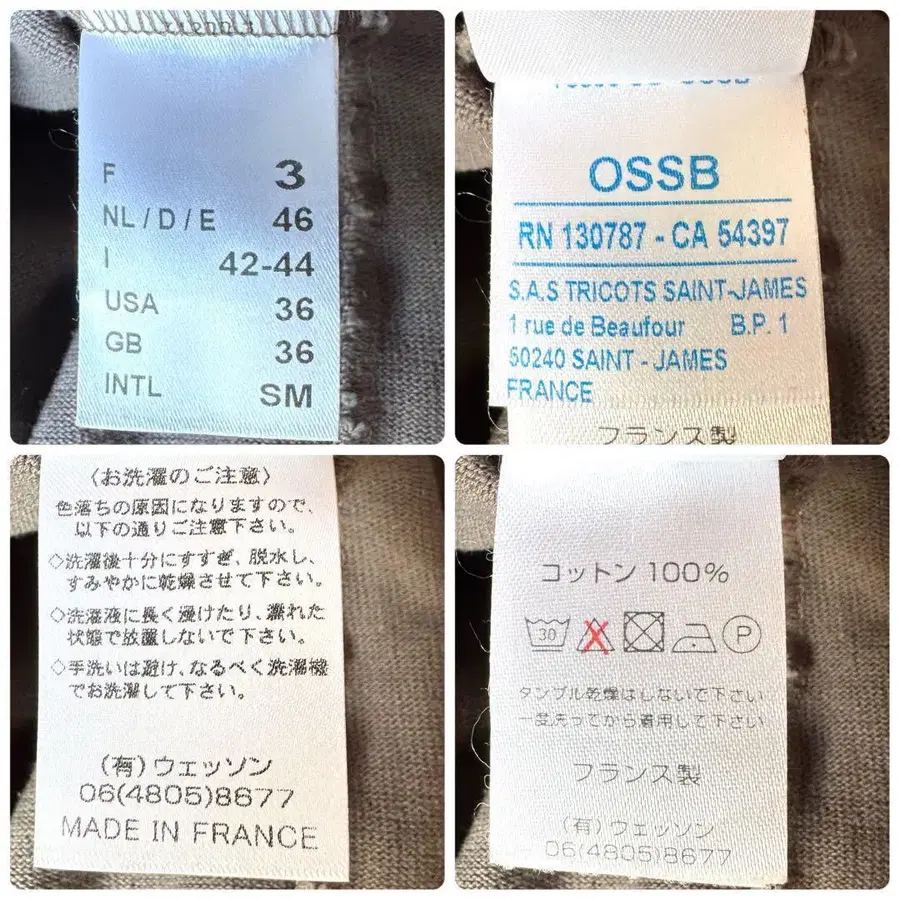 F 3
NL / D / E 46
I 42-44
USA 36
GB 36
INTL SM
OSSB
RN 130787 - CA 54397
S.A.S TRICOTS SAINT-JAMES
1 rue de Beaufour B.P. 1
50240 SAINT - JAMES
FRANCE
フランス製
〈お洗濯のご注意〉
色落ちの原因になりますので、
以下の通りご注意下さい。
◇洗濯後十分にすすぎ、脱水し、
すみやかに乾燥させて下さい。
◇洗濯液に長く浸けたり、濡れた
状態で放置しないで下さい。
◇手洗いは避け、なるべく洗濯機
でお洗濯して下さい。
(有)ウェッソン
06(4805)8677
MADE IN FRANCE
コットン 100%
30 P
タンブル乾燥はしないで下さい
一度洗ってから着用して下さい
フランス製
(有)ウェッソン
06(4805)8677